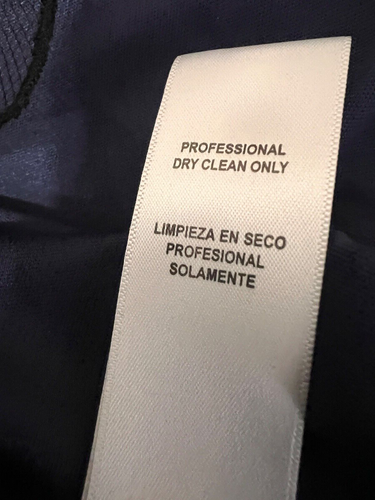 PROFESSIONAL
DRY CLEAN ONLY
LIMPIEZA EN SECO
PROFESIONAL
SOLAMENTE